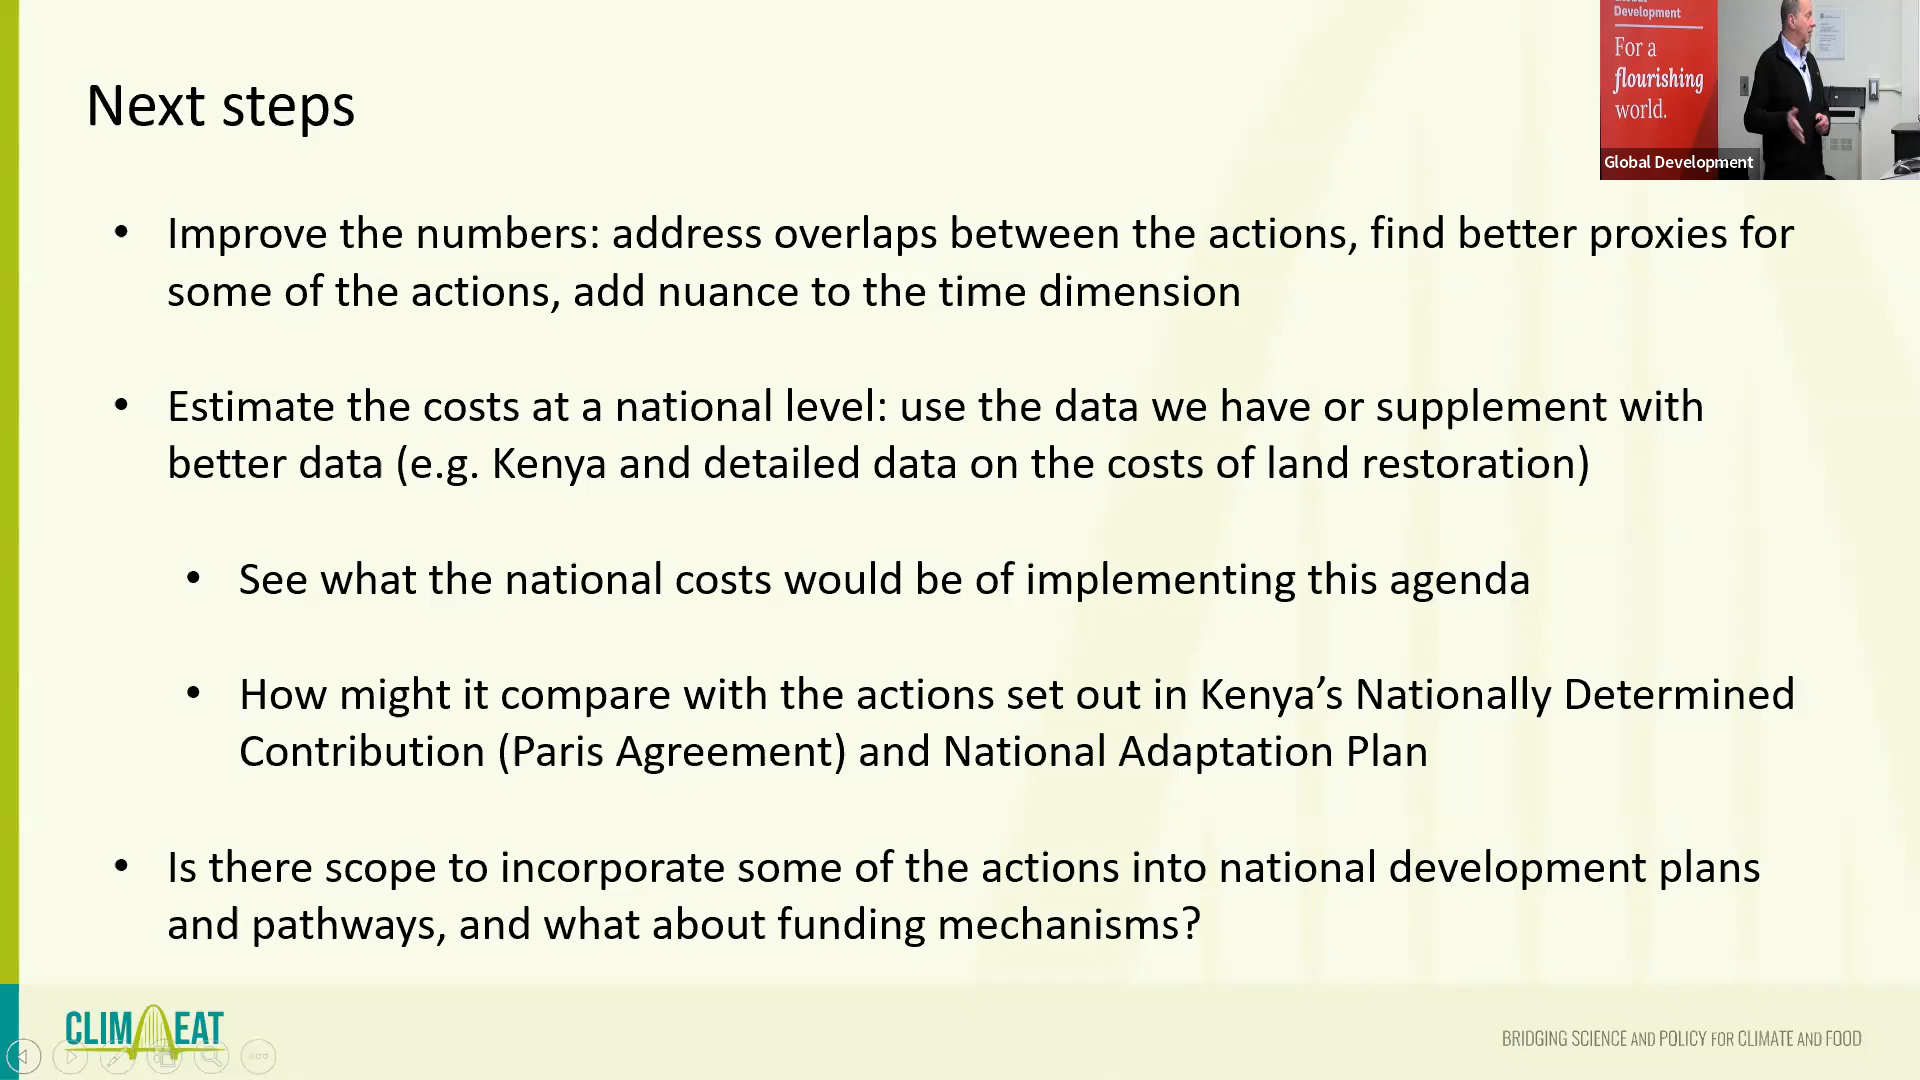 Next steps
Global
Development
For a
flourishing
world.
Global Development
• Improve the numbers: address overlaps between the actions, find better proxies for
some of the actions, add nuance to the time dimension
• Estimate the costs at a national level: use the data we have or supplement with
better data (e.g. Kenya and detailed data on the costs of land restoration)
• See what the national costs would be of implementing this agenda
• How might it compare with the actions set out in Kenya’s Nationally Determined
Contribution (Paris Agreement) and National Adaptation Plan
• Is there scope to incorporate some of the actions into national development plans
and pathways, and what about funding mechanisms?
CLIM EAT
BRIDGING SCIENCE AND POLICY FOR CLIMATE AND FOOD